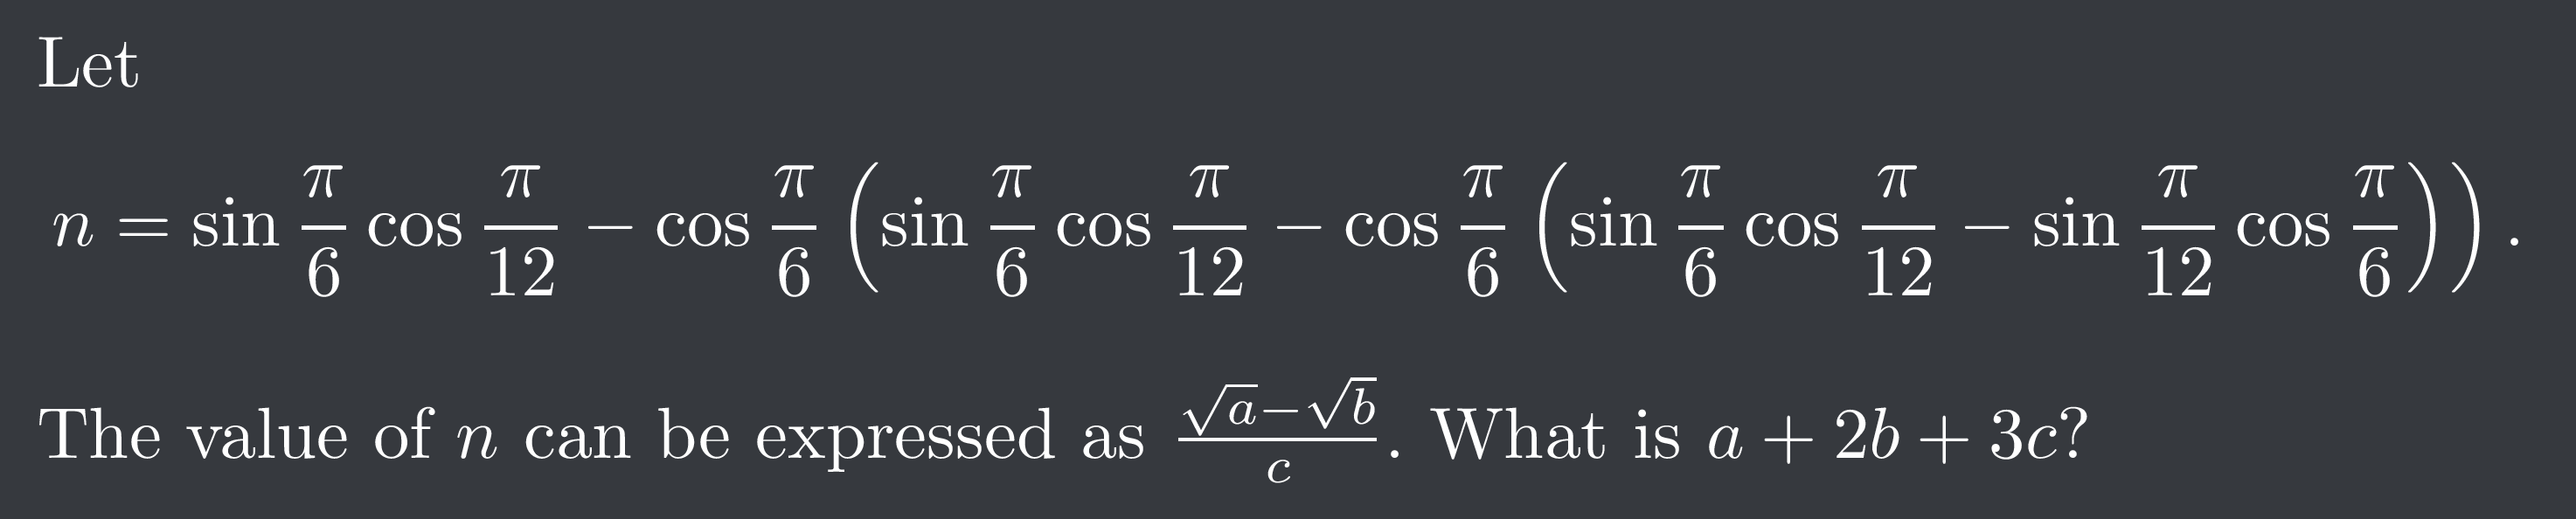 Let
n = sin π/6 cos π/12 − cos π/6 (sin π/6 cos π/12 − cos π/6 (sin π/6 cos π/12 − sin π/12 cos π/6)).
The value of n can be expressed as (√a−√b)/c. What is a + 2b + 3c?